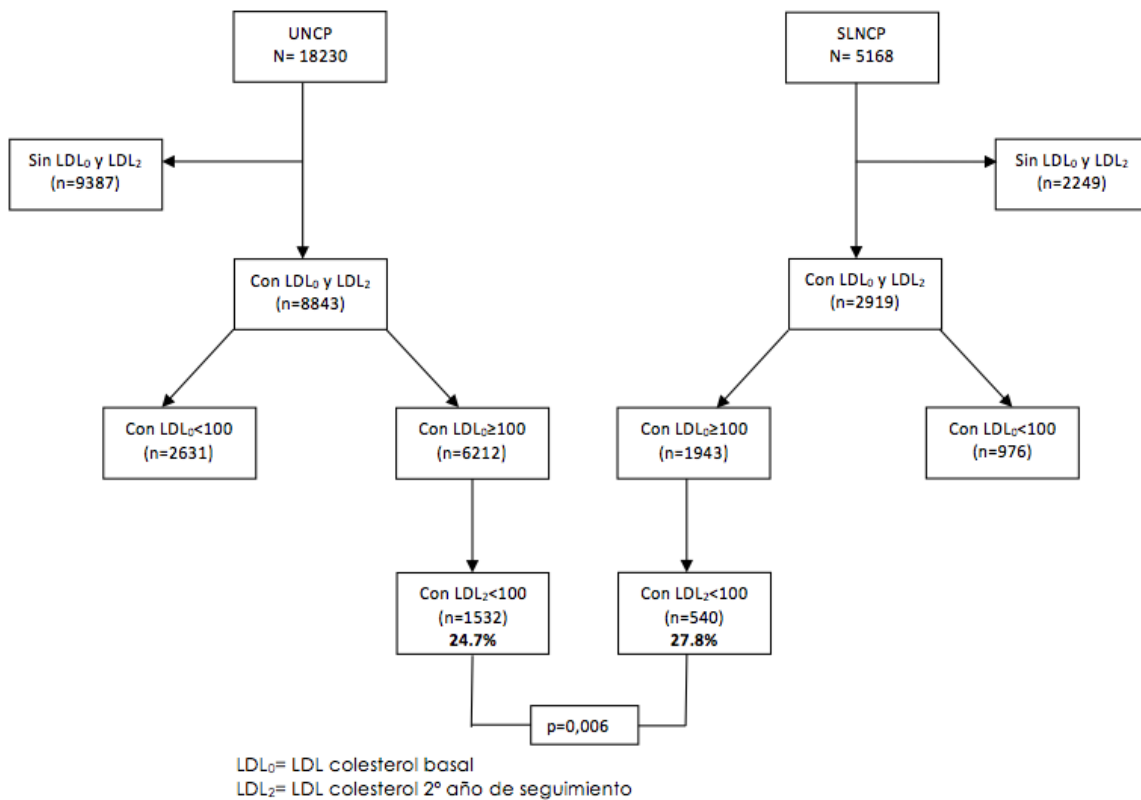 UNCP
N= 18230
SLNCP
N= 5168
Sin LDL₀ y LDL₂
(n=9387)
Sin LDL₀ y LDL₂
(n=2249)
Con LDL₀ y LDL₂
(n=8843)
Con LDL₀ y LDL₂
(n=2919)
Con LDL₀<100
(n=2631)
Con LDL₀≥100
(n=6212)
Con LDL₀≥100
(n=1943)
Con LDL₀<100
(n=976)
Con LDL₂<100
(n=1532)
24.7%
Con LDL₂<100
(n=540)
27.8%
p=0,006
LDL₀= LDL colesterol basal
LDL₂= LDL colesterol 2º año de seguimiento